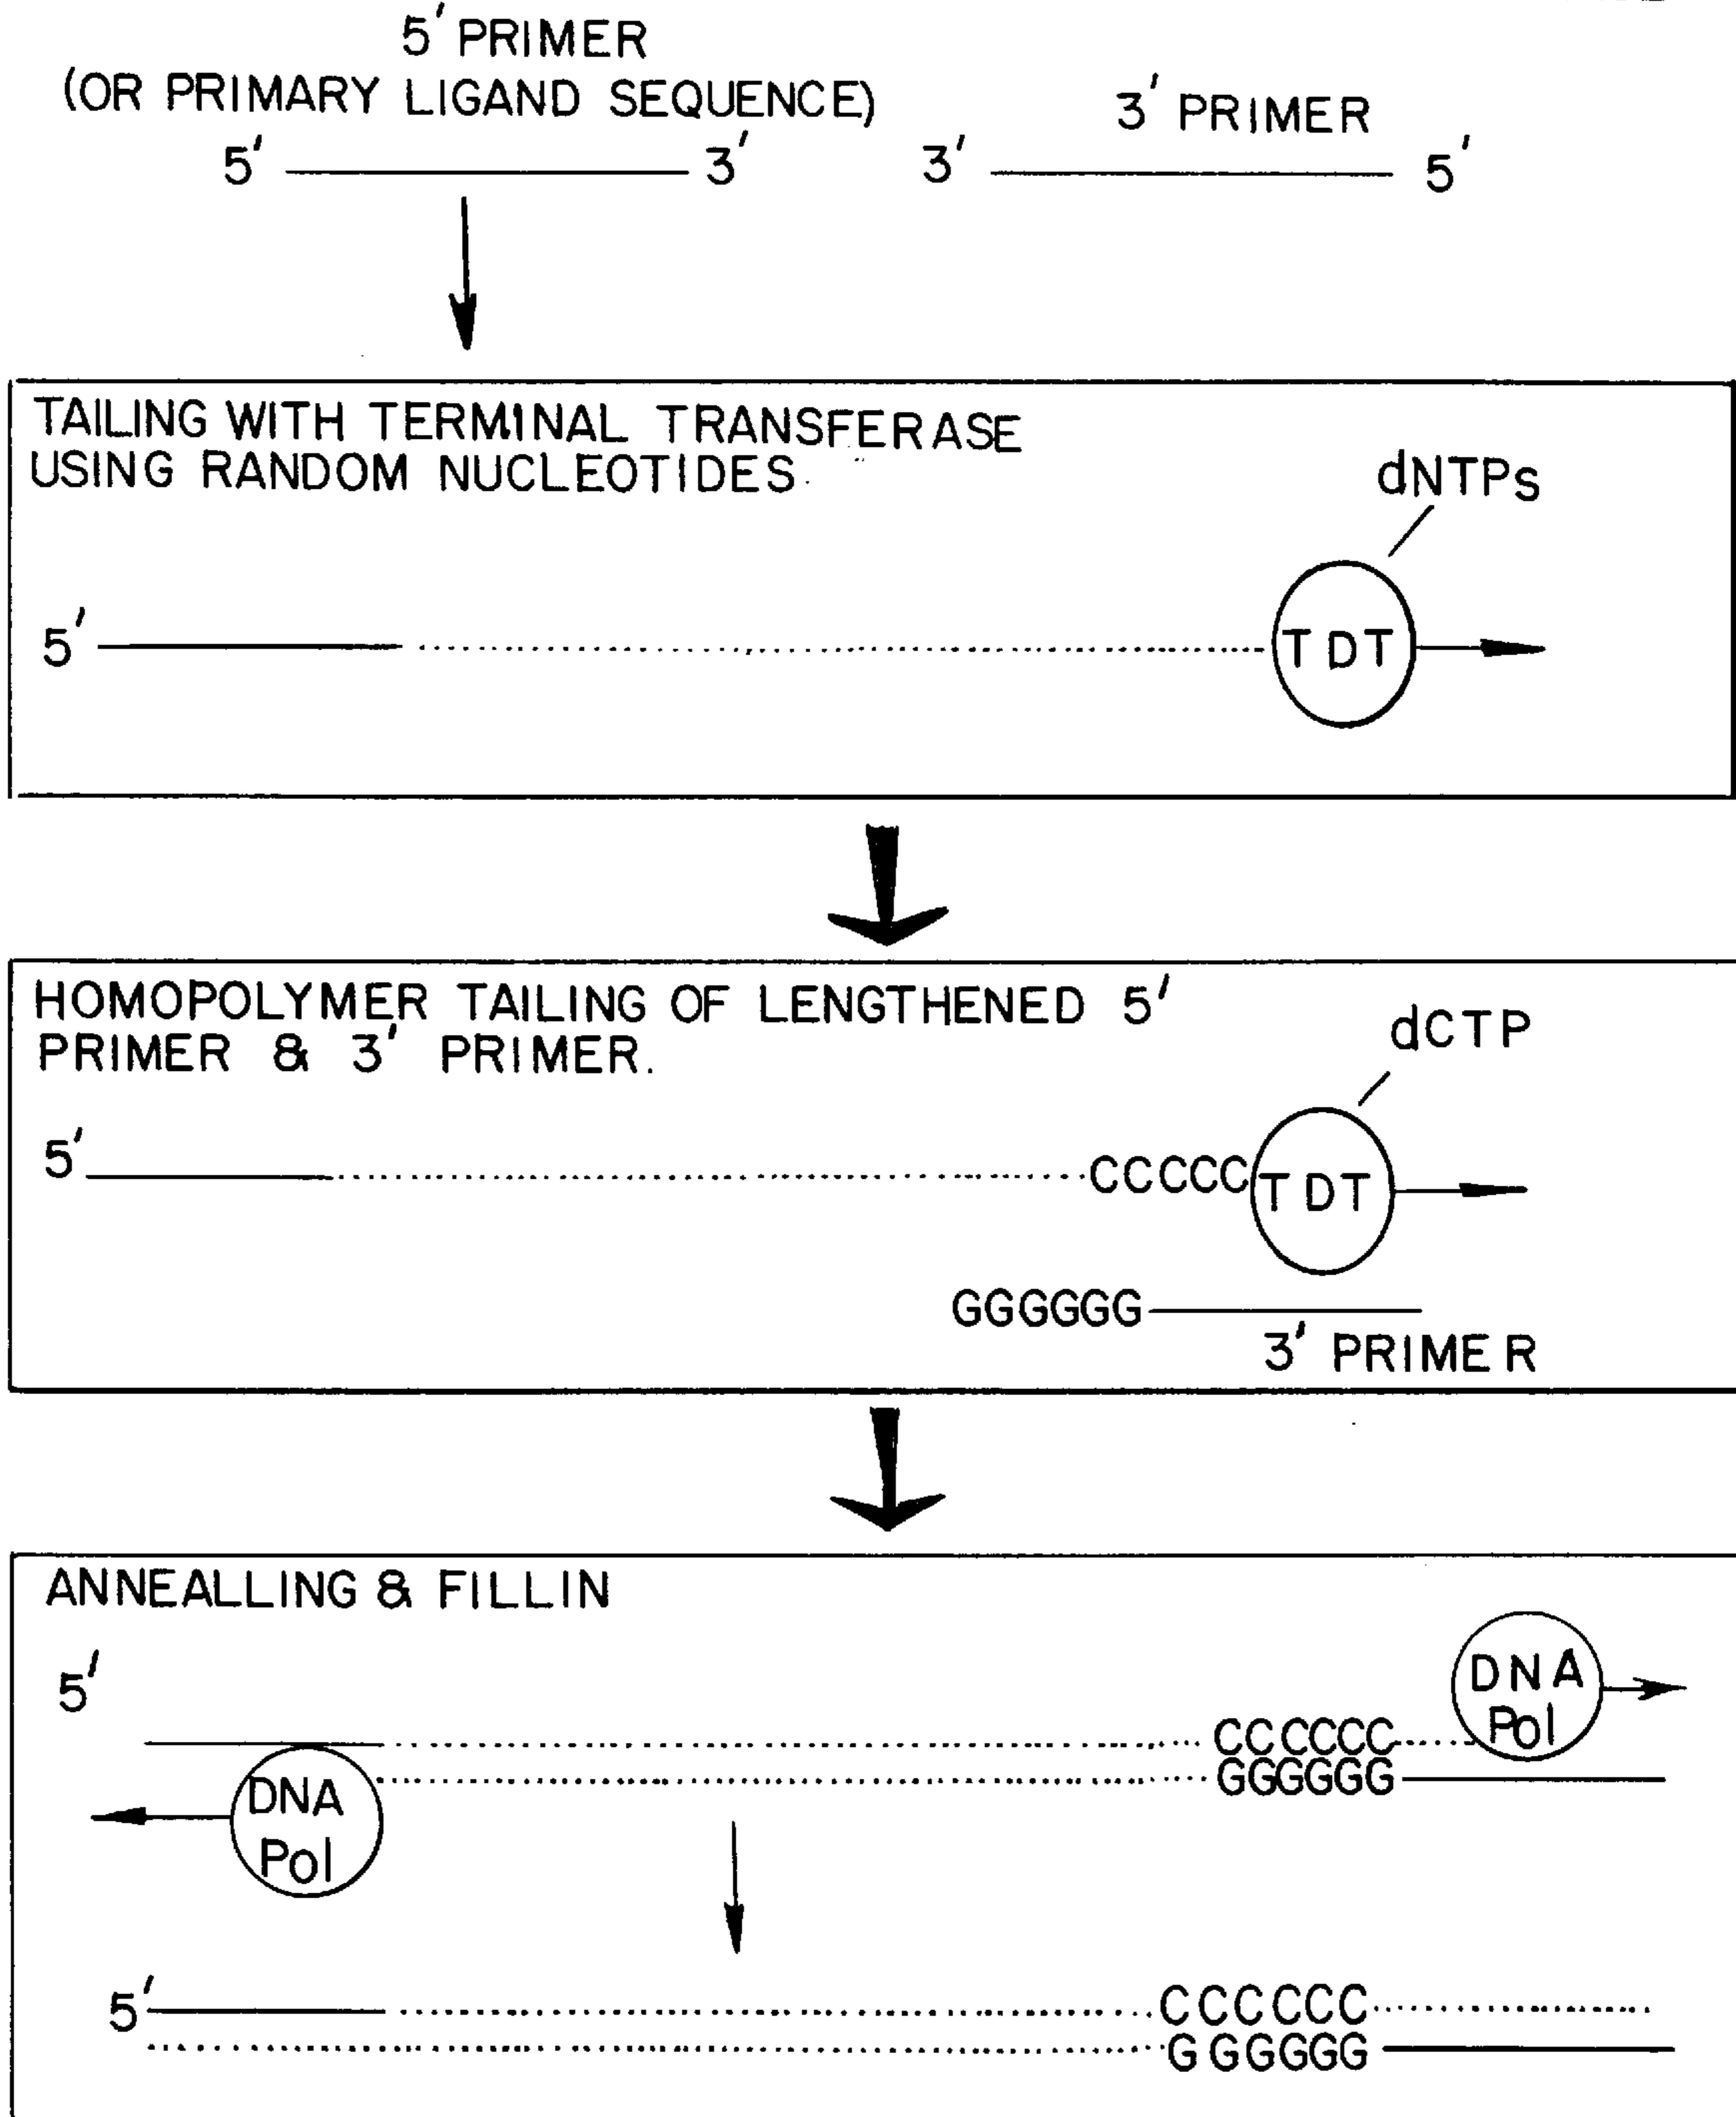 5' PRIMER
(OR PRIMARY LIGAND SEQUENCE)
3' PRIMER
5' 3' 3' 5'
TAILING WITH TERMINAL TRANSFERASE
USING RANDOM NUCLEOTIDES
dNTPs
5' TDT
HOMOPOLYMER TAILING OF LENGTHENED 5'
PRIMER & 3' PRIMER.
dCTP
5' CCCCC TDT
GGGGGG
3' PRIMER
ANNEALLING & FILLIN
5'
DNA
Pol
CCCCCC
GGGGGG
DNA
Pol
5' CCCCCC
GGGGGG